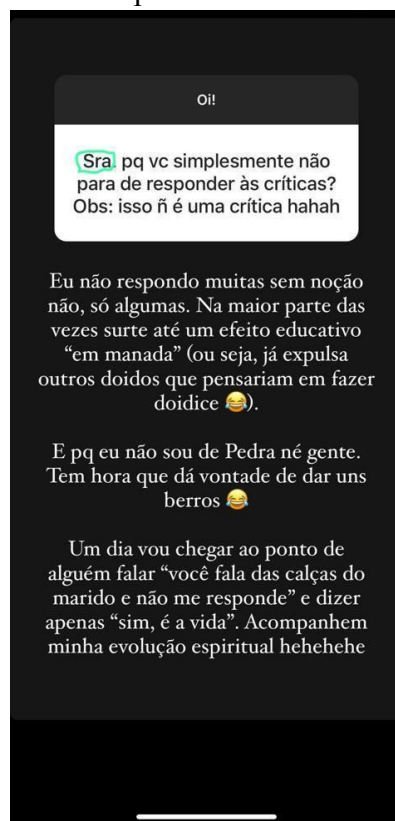 Oi!
Sra. pq vc simplesmente não
para de responder às críticas?
Obs: isso ñ é uma crítica hahah
Eu não respondo muitas sem noção
não, só algumas. Na maior parte das
vezes surte até um efeito educativo
“em manada” (ou seja, já expulsa
outros doidos que pensariam em fazer
doidice 😂).
E pq eu não sou de Pedra né gente.
Tem hora que dá vontade de dar uns
berros 😂
Um dia vou chegar ao ponto de
alguém falar “você fala das calças do
marido e não me responde” e dizer
apenas “sim, é a vida”. Acompanhem
minha evolução espiritual hehehehe